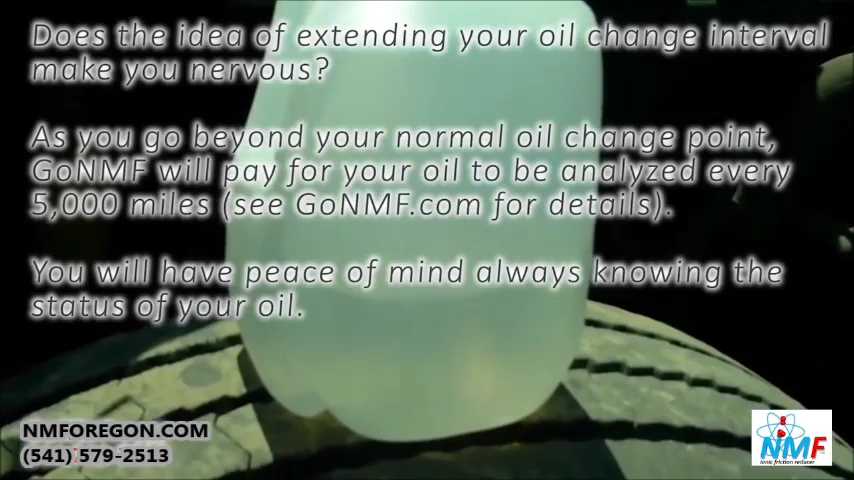 Does the idea of extending your oil change interval
make you nervous?
As you go beyond your normal oil change point,
GoNMF will pay for your oil to be analyzed every
5,000 miles (see GoNMF.com for details).
You will have peace of mind always knowing the
status of your oil.
NMFOREGON.COM
(541) 579-2513
NMF
ionic friction reducer